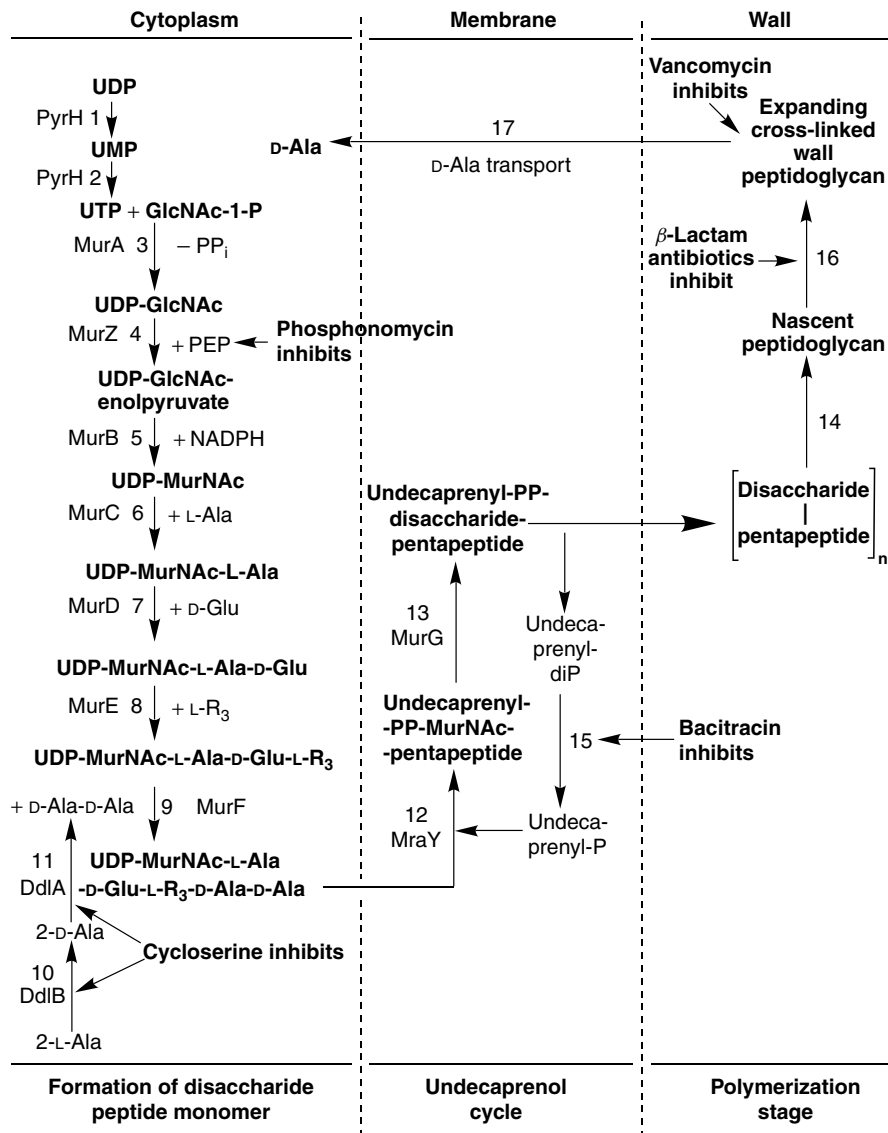 Cytoplasm
Membrane
Wall
UDP
PyrH 1
UMP
PyrH 2
UTP + GlcNAc-1-P
MurA 3 − PPi
UDP-GlcNAc
MurZ 4
+ PEP
Phosphonomycin
inhibits
UDP-GlcNAc-
enolpyruvate
MurB 5 + NADPH
UDP-MurNAc
MurC 6 + L-Ala
UDP-MurNAc-L-Ala
MurD 7 + D-Glu
UDP-MurNAc-L-Ala-D-Glu
MurE 8 + L-R3
UDP-MurNAc-L-Ala-D-Glu-L-R3
+ D-Ala-D-Ala
9 MurF
UDP-MurNAc-L-Ala
-D-Glu-L-R3-D-Ala-D-Ala
11
DdlA
2-D-Ala
Cycloserine inhibits
10
DdlB
2-L-Ala
Formation of disaccharide
peptide monomer
17
D-Ala
D-Ala transport
Undecaprenyl-PP-
disaccharide-
pentapeptide
13
MurG
Undeca-
prenyl-
diP
Undecaprenyl-
-PP-MurNAc-
-pentapeptide
15
12
MraY
Undeca-
prenyl-P
Undecaprenol
cycle
Vancomycin
inhibits
Expanding
cross-linked
wall
peptidoglycan
β-Lactam
antibiotics
inhibit
16
Nascent
peptidoglycan
14
Disaccharide
pentapeptide
n
Bacitracin
inhibits
Polymerization
stage